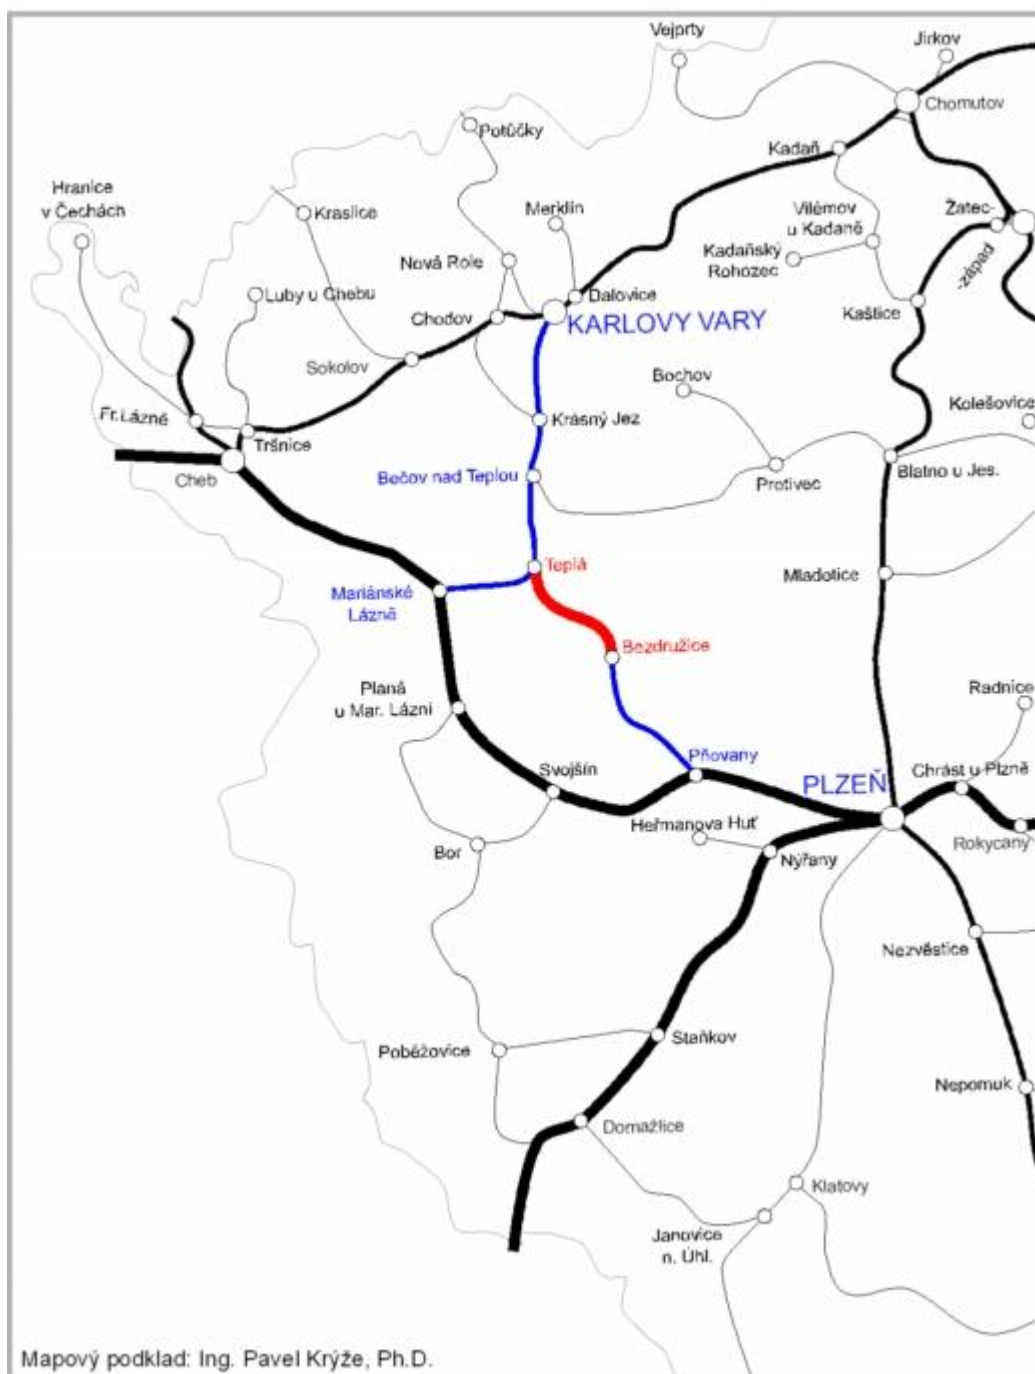 Vejprty
Jirkov
Chomutov
Potůčky
Kadaň
Hranice
v Čechách
Kraslice
Merklín
Vilémov
u Kadaně
Žatec-
-západ
Nová Role
Kadaňský
Rohozec
Luby u Chebu
Dalovice
Kaštice
Chodov
KARLOVY VARY
Sokolov
Bochov
Kolešovice
Fr.Lázně
Krásný Jez
Tršnice
Cheb
Bečov nad Teplou
Protivec
Blatno u Jes.
Teplá
Mladotice
Mariánské
Lázně
Bezdružice
Planá
u Mar. Lázní
Radnice
Pňovany
Svojšín
PLZEŇ
Chrást u Plzně
Heřmanova Huť
Bor
Nýřany
Rokycany
Nezvěstice
Staňkov
Poběžovice
Nepomuk
Domažlice
Klatovy
Janovice
n. Úhl.
Mapový podklad: Ing. Pavel Krýže, Ph.D.